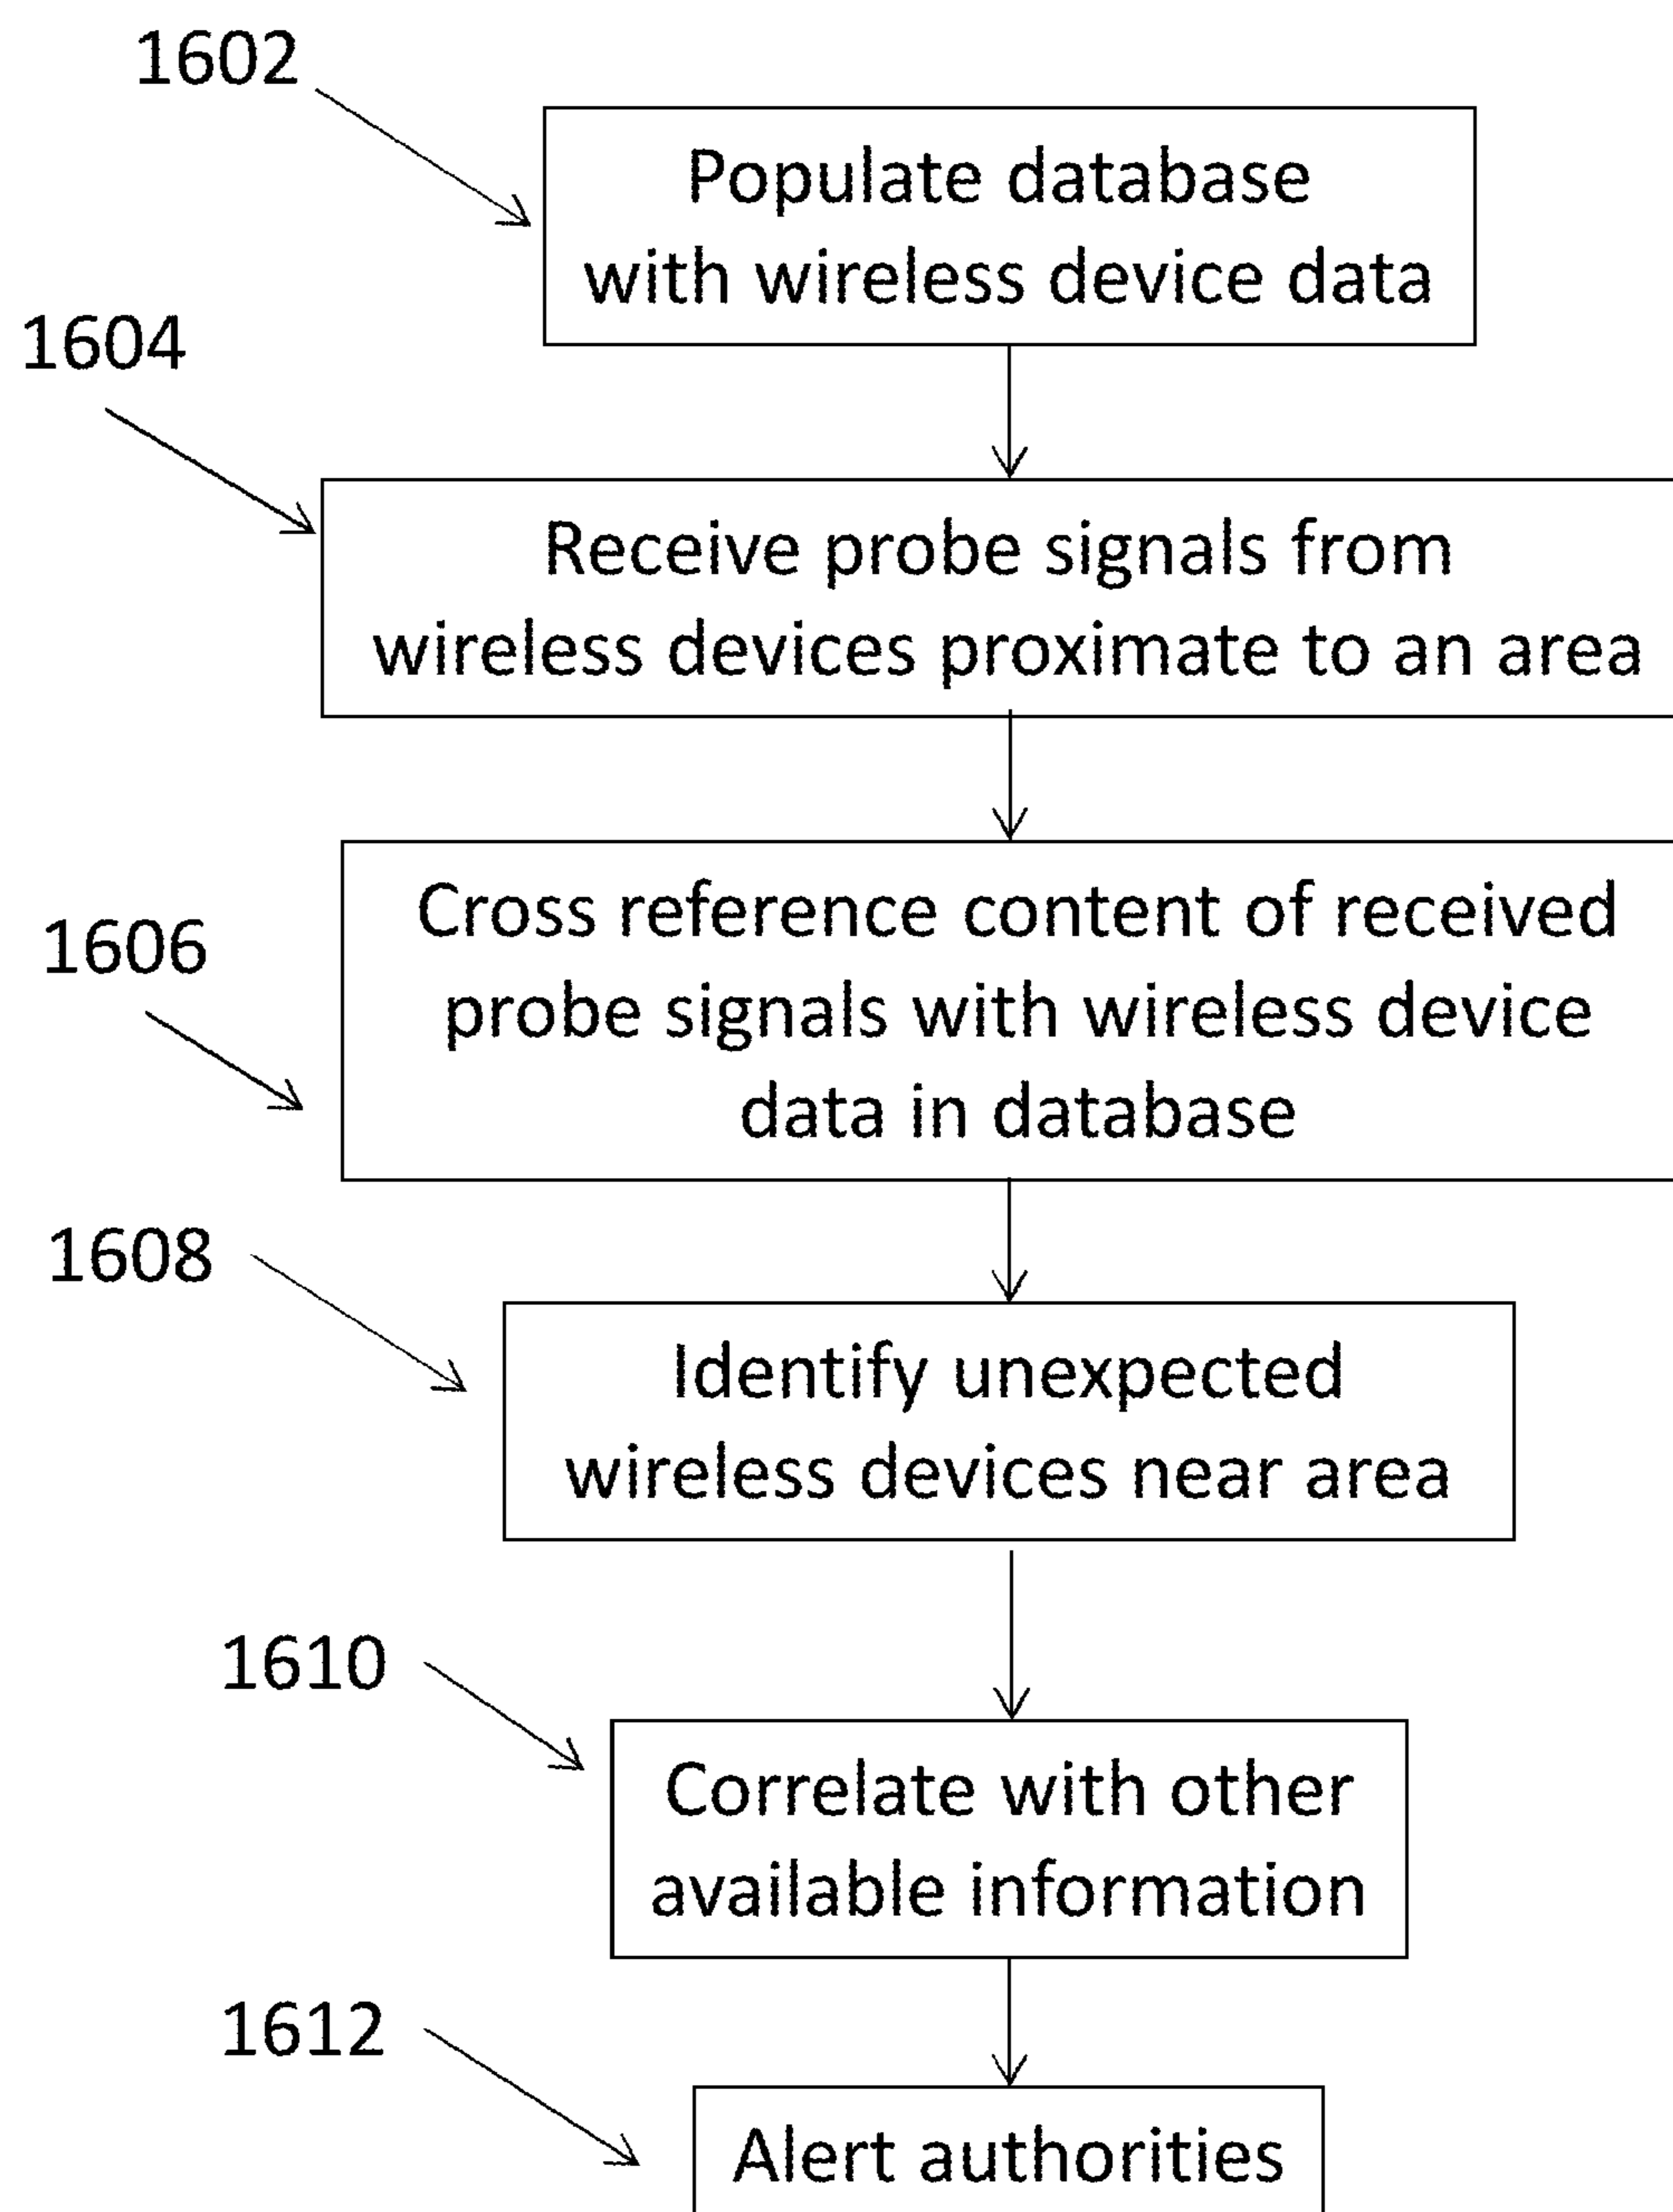 1602
Populate database
with wireless device data
1604
Receive probe signals from
wireless devices proximate to an area
1606
Cross reference content of received
probe signals with wireless device
data in database
1608
Identify unexpected
wireless devices near area
1610
Correlate with other
available information
1612
Alert authorities